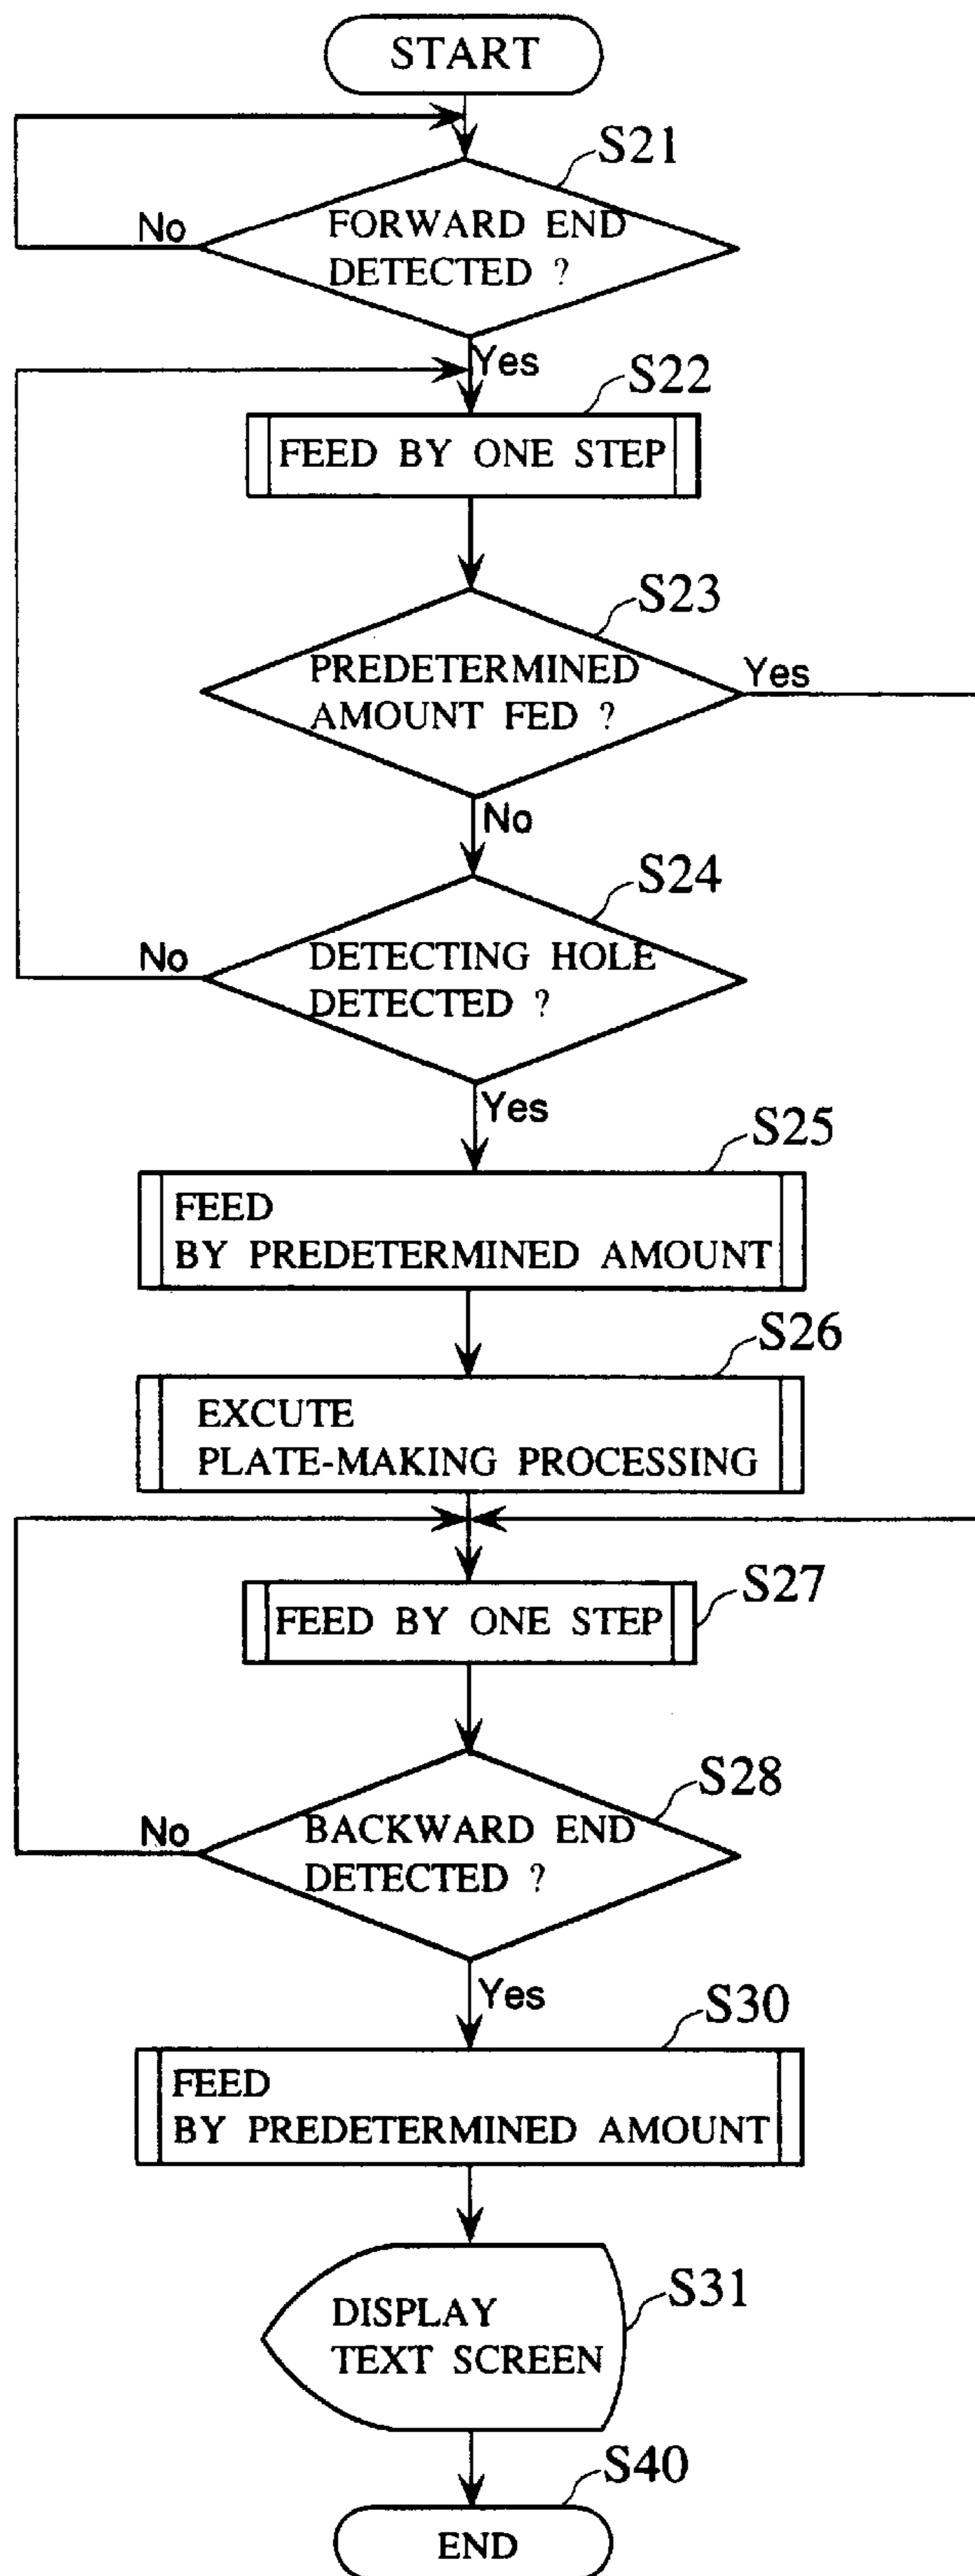 START
S21
No
FORWARD END
DETECTED ?
Yes
S22
FEED BY ONE STEP
S23
PREDETERMINED
AMOUNT FED ?
Yes
No
S24
No
DETECTING HOLE
DETECTED ?
Yes
S25
FEED
BY PREDETERMINED AMOUNT
S26
EXCUTE
PLATE-MAKING PROCESSING
S27
FEED BY ONE STEP
S28
No
BACKWARD END
DETECTED ?
Yes
S30
FEED
BY PREDETERMINED AMOUNT
S31
DISPLAY
TEXT SCREEN
S40
END